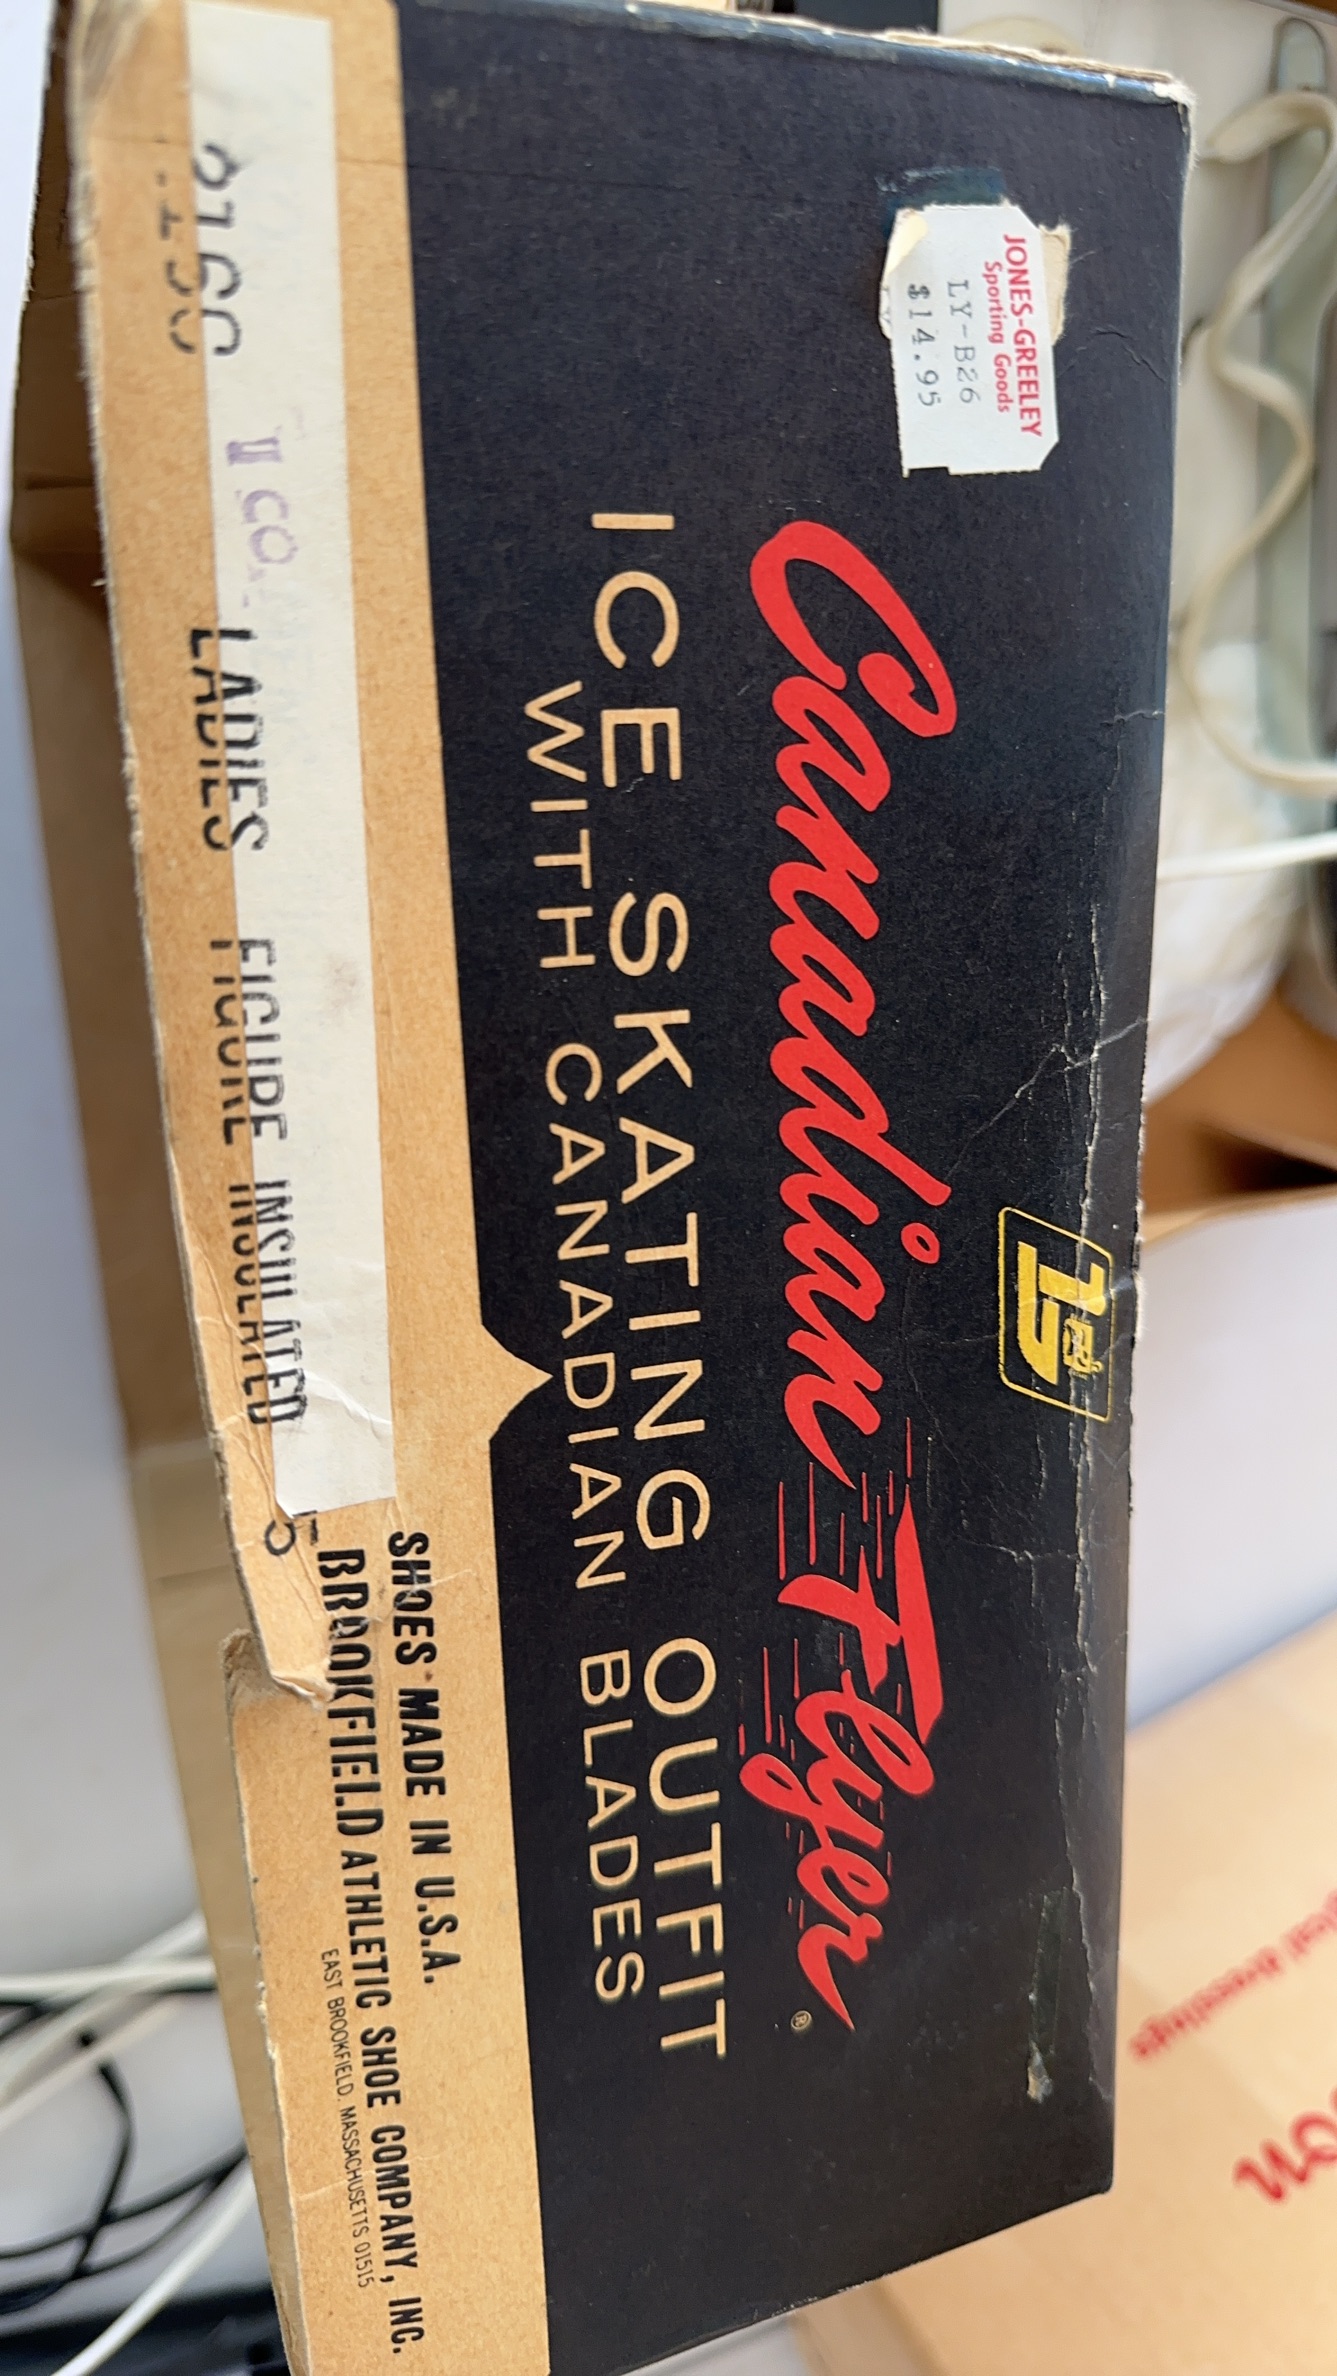 JONES-GREELEY
Sporting Goods
LY-B26
$14.95
Canadian Flyer®
ICE SKATING OUTFIT
WITH CANADIAN BLADES
SHOES MADE IN U.S.A.
BROOKFIELD ATHLETIC SHOE COMPANY, INC.
EAST BROOKFIELD, MASSACHUSETTS 01515
CO.
LADIES FIGURE INSULATED